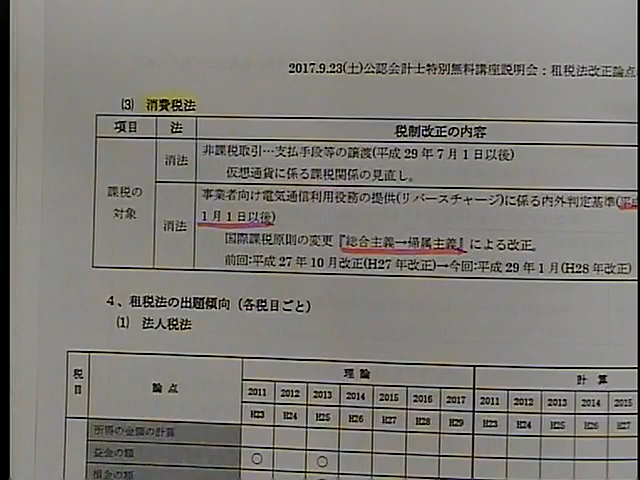 2017.9.23(土)公認会計士特別無料講座説明会：租税法改正論点
(3) 消費税法
項目 法 税制改正の内容
課税の対象
消法 非課税取引…支払手段等の譲渡(平成29年7月1日以後)
仮想通貨に係る課税関係の見直し。
消法 事業者向け電気通信利用役務の提供(リバースチャージ)に係る内外判定基準(平成
1月1日以後)
国際課税原則の変更『総合主義→帰属主義』による改正。
前回:平成27年10月改正(H27年改正)→今回:平成29年1月(H28年改正)
4、租税法の出題傾向（各税目ごと）
(1) 法人税法
税目 論点 理論 計算
2011 2012 2013 2014 2015 2016 2017 2011 2012 2013 2014 2015
H23 H24 H25 H26 H27 H28 H29 H23 H24 H25 H26 H27
所得の金額の計算
益金の額 ○ ○
損金の額